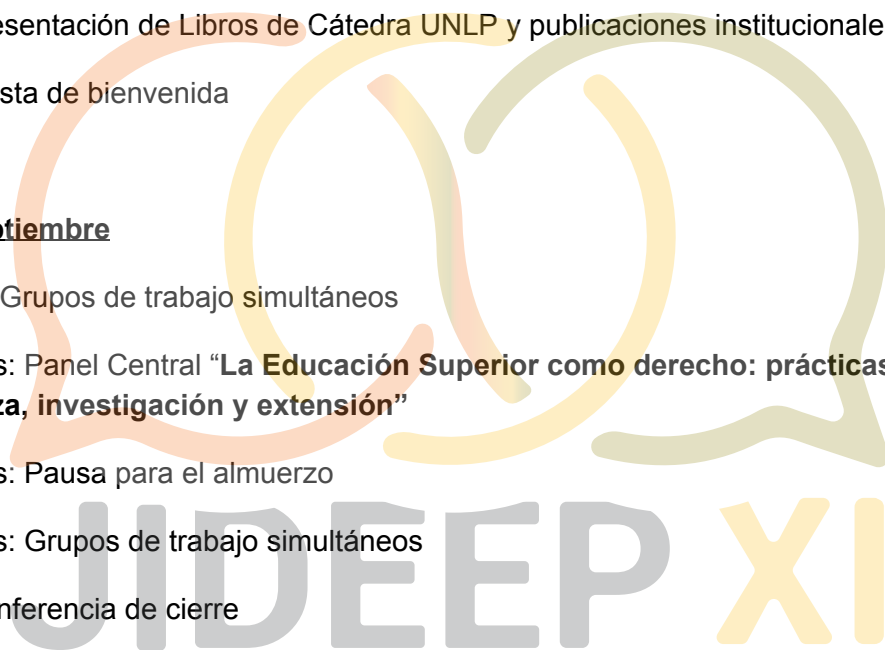 esentación de Libros de Cátedra UNLP y publicaciones institucionale
sta de bienvenida
tiembre
Grupos de trabajo simultáneos
s: Panel Central “La Educación Superior como derecho: prácticas
za, investigación y extensión”
s: Pausa para el almuerzo
s: Grupos de trabajo simultáneos
nferencia de cierre
JIDEEP XI